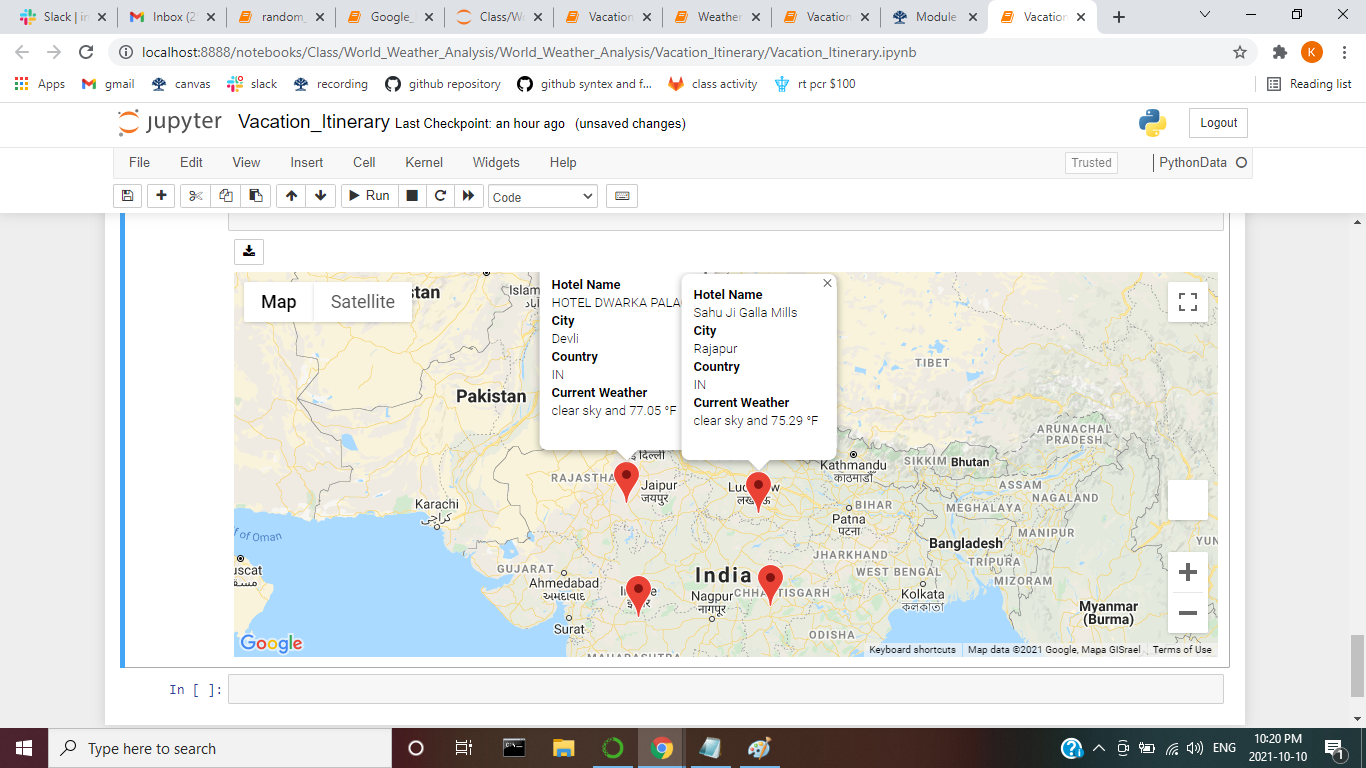 Slack | in
Inbox (2
random_
Google_
Class/Wo
Vacation
Weather
Vacation
Module
Vacation
localhost:8888/notebooks/Class/World_Weather_Analysis/World_Weather_Analysis/Vacation_Itinerary/Vacation_Itinerary.ipynb
K
Apps
gmail
canvas
slack
recording
github repository
github syntex and f...
class activity
rt pcr $100
Reading list
jupyter
Vacation_Itinerary Last Checkpoint: an hour ago (unsaved changes)
Logout
File Edit View Insert Cell Kernel Widgets Help
Trusted
PythonData
Run
Code
Map
Satellite
stan
Islam
Hotel Name
HOTEL DWARKA PALA
City
Devli
Country
IN
Current Weather
clear sky and 77.05 °F
Hotel Name
Sahu Ji Galla Mills
City
Rajapur
Country
IN
Current Weather
clear sky and 75.29 °F
TIBET
Pakistan
ARUNACHAL
PRADESH
Kathmandu
काठमाडौं
SIKKIM
Bhutan
RAJASTHA
Jaipur
जयपुर
ASSAM
NAGALAND
MEGHALAYA
Karachi
کراچی
BIHAR
Patna
पटना
MANIPUR
f of Oman
Bangladesh
YUN
JHARKHAND
TRIPURA
uscat
GUJARAT
WEST BENGAL
MIZORAM
India
Ahmedabad
અમદાવાદ
Nagpur
नागपूर
CHHATTISGARH
Kolkata
কলকাতা
Myanmar
(Burma)
Surat
ODISHA
MAHARASHTRA
Google
Keyboard shortcuts
Map data ©2021 Google, Mapa GISrael
Terms of Use
In [ ]:
Type here to search
ENG
10:20 PM
2021-10-10
1